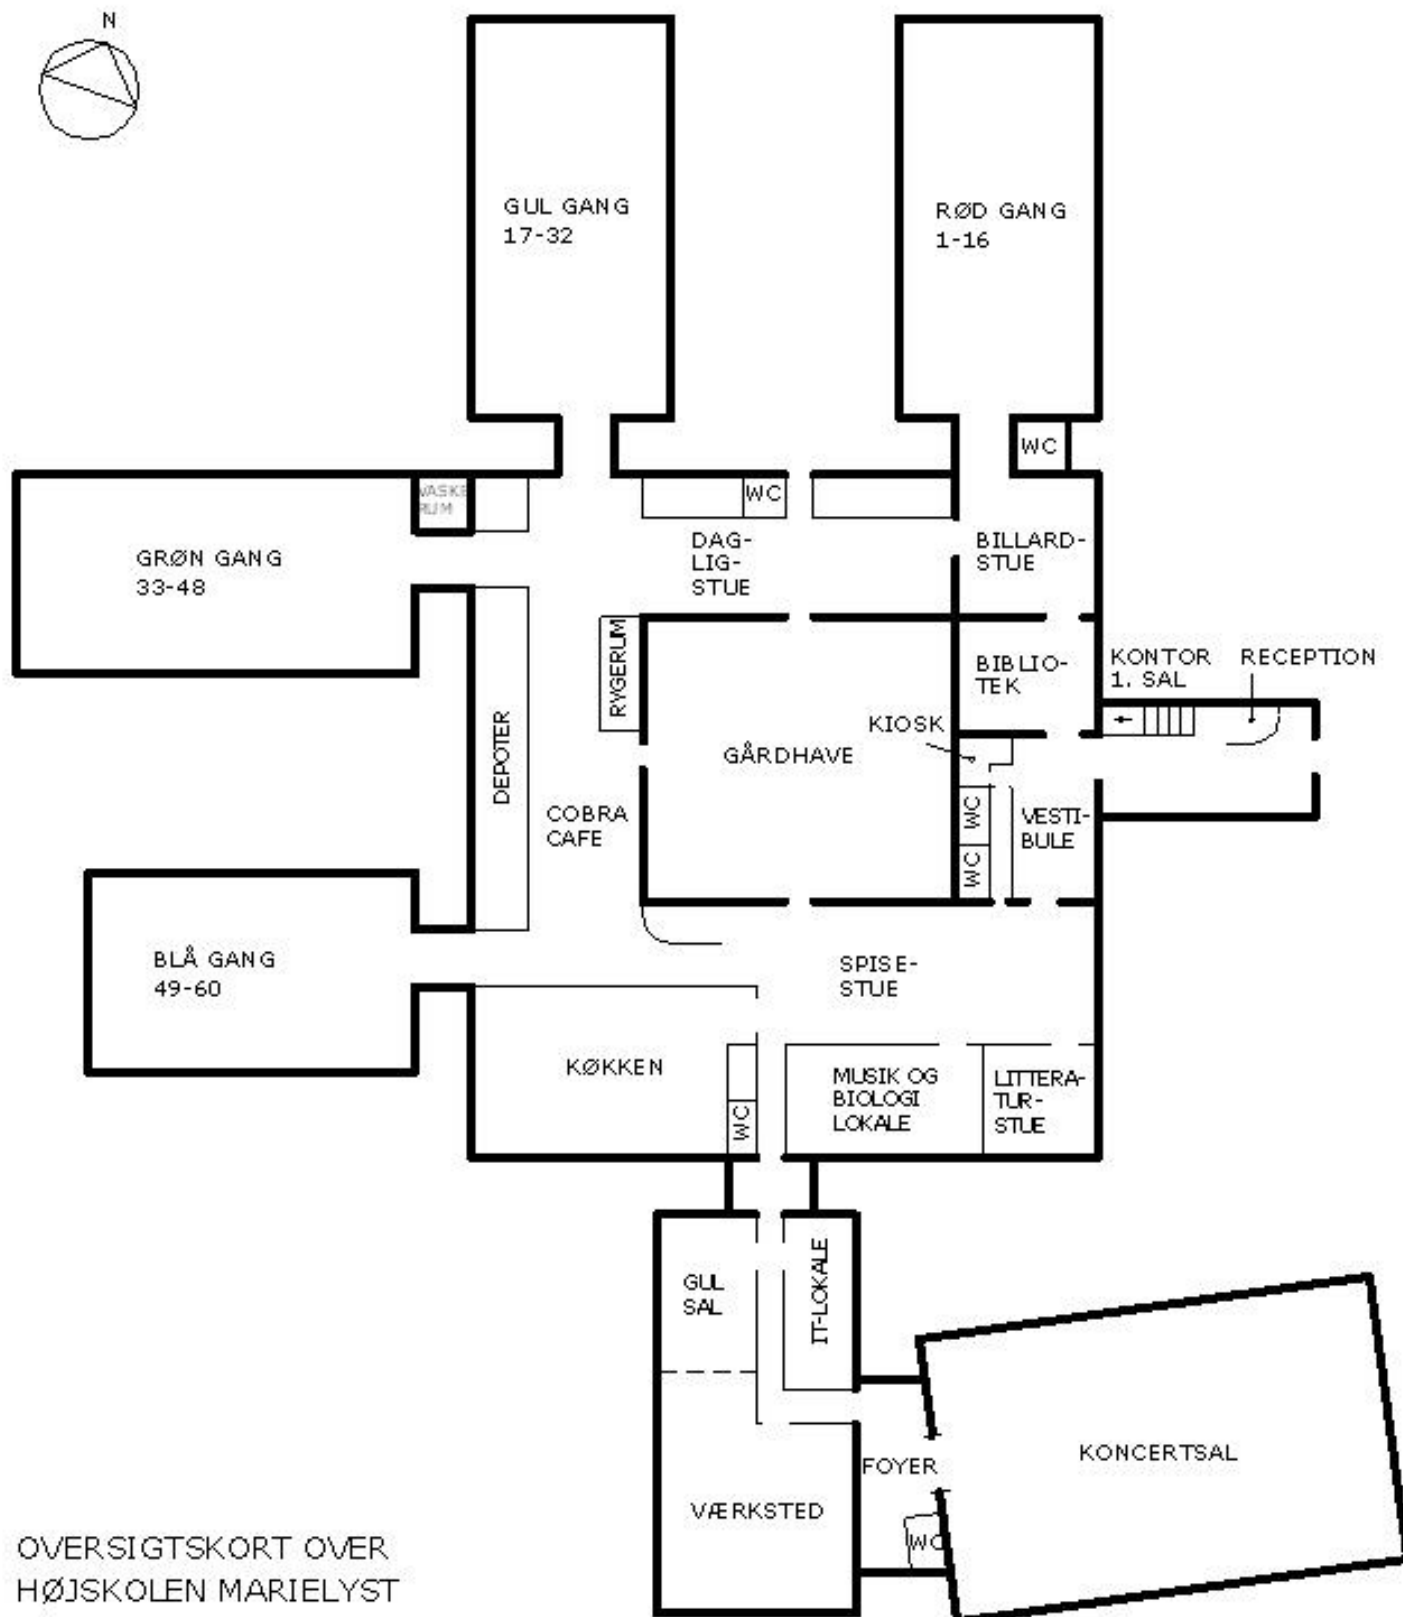 N
GUL GANG
17-32
RØD GANG
1-16
WC
VASKE
RUM
WC
GRØN GANG
33-48
DAG-
LIG-
STUE
BILLARD-
STUE
RYGERUM
BIBLIO-
TEK
KONTOR
1. SAL
RECEPTION
KIOSK
GÅRDHAVE
DEPOTER
COBRA
CAFE
WC
WC
VESTI-
BULE
BLÅ GANG
49-60
SPISE-
STUE
KØKKEN
WC
MUSIK OG
BIOLOGI
LOKALE
LITTERA-
TUR-
STUE
GUL
SAL
IT-LOKALE
FOYER
KONCERTSAL
VÆRKSTED
WC
OVERSIGTSKORT OVER
HØJSKOLEN MARIELYST